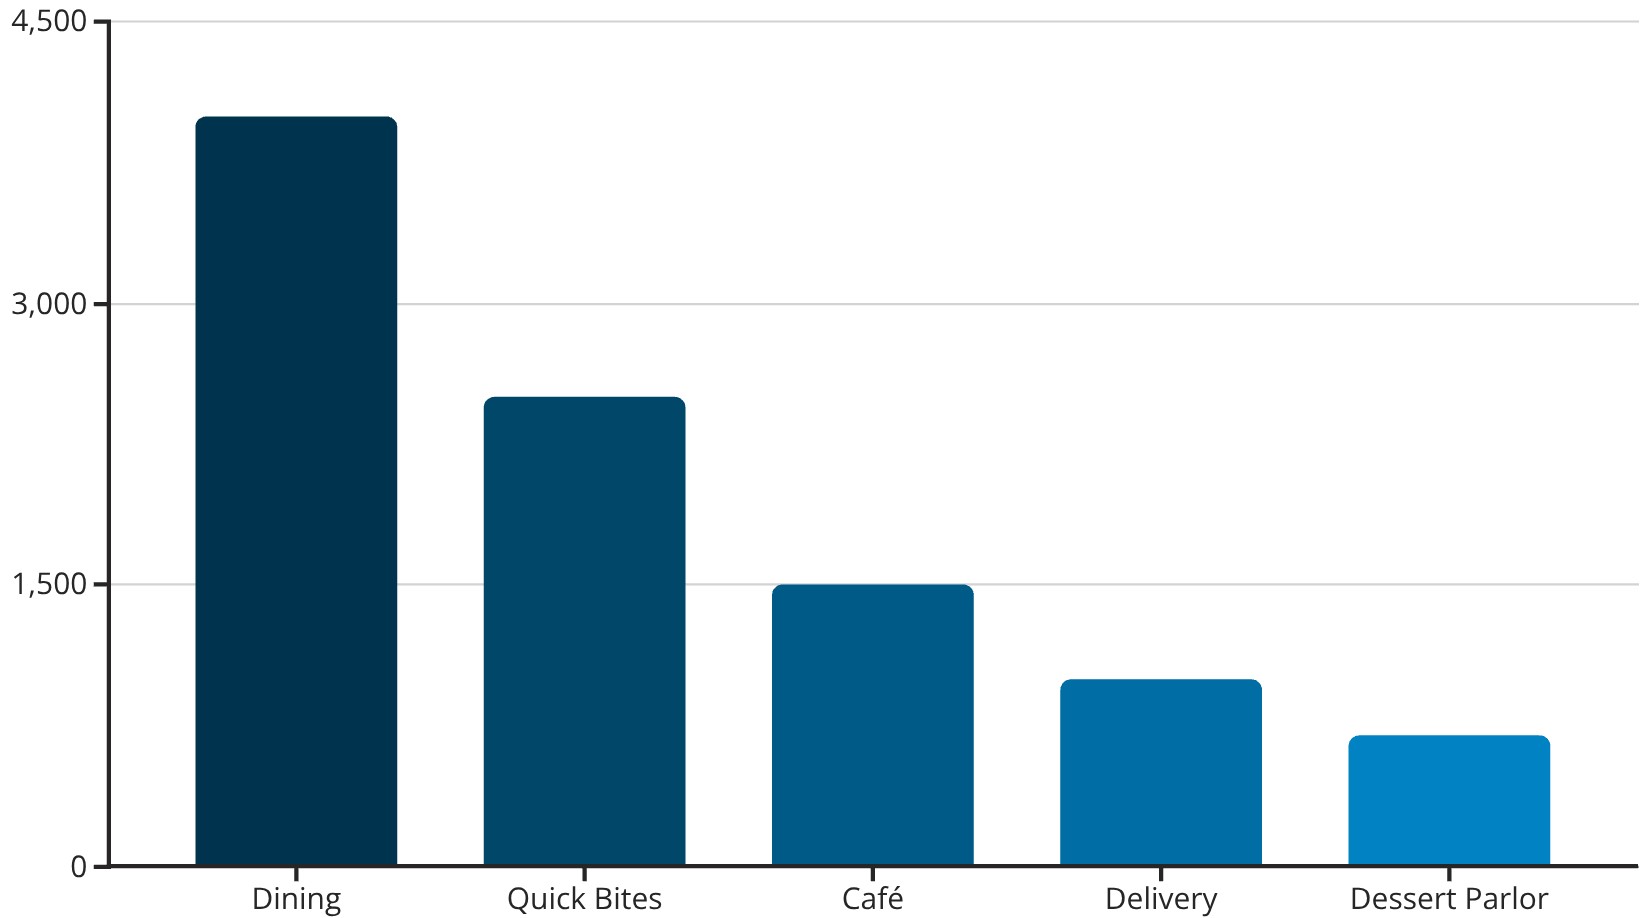 4,500
3,000
1,500
0
Dining Quick Bites Café Delivery Dessert Parlor